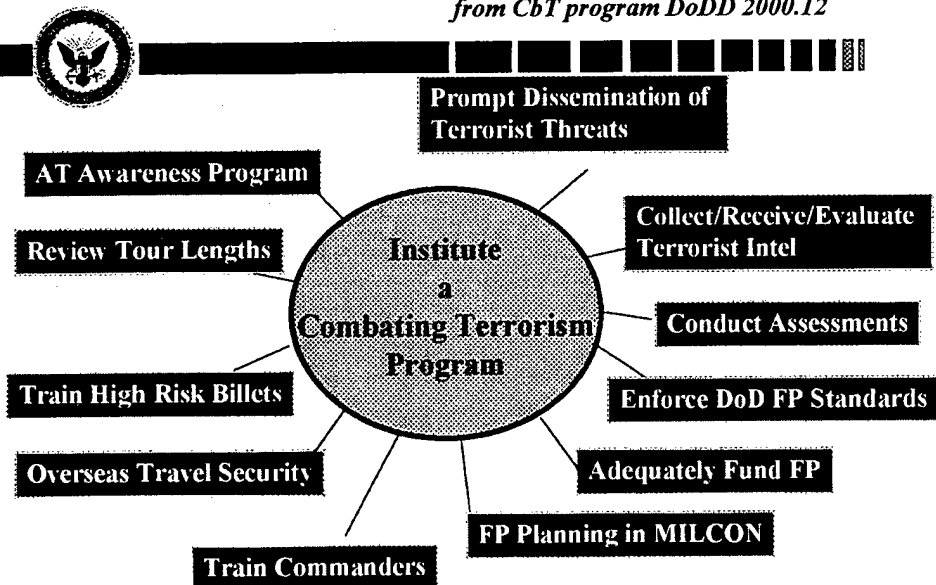 from CbT program DoDD 2000.12
Prompt Dissemination of
Terrorist Threats
AT Awareness Program
Collect/Receive/Evaluate
Terrorist Intel
Review Tour Lengths
Institute
a
Combating Terrorism
Program
Conduct Assessments
Train High Risk Billets
Enforce DoD FP Standards
Overseas Travel Security
Adequately Fund FP
FP Planning in MILCON
Train Commanders